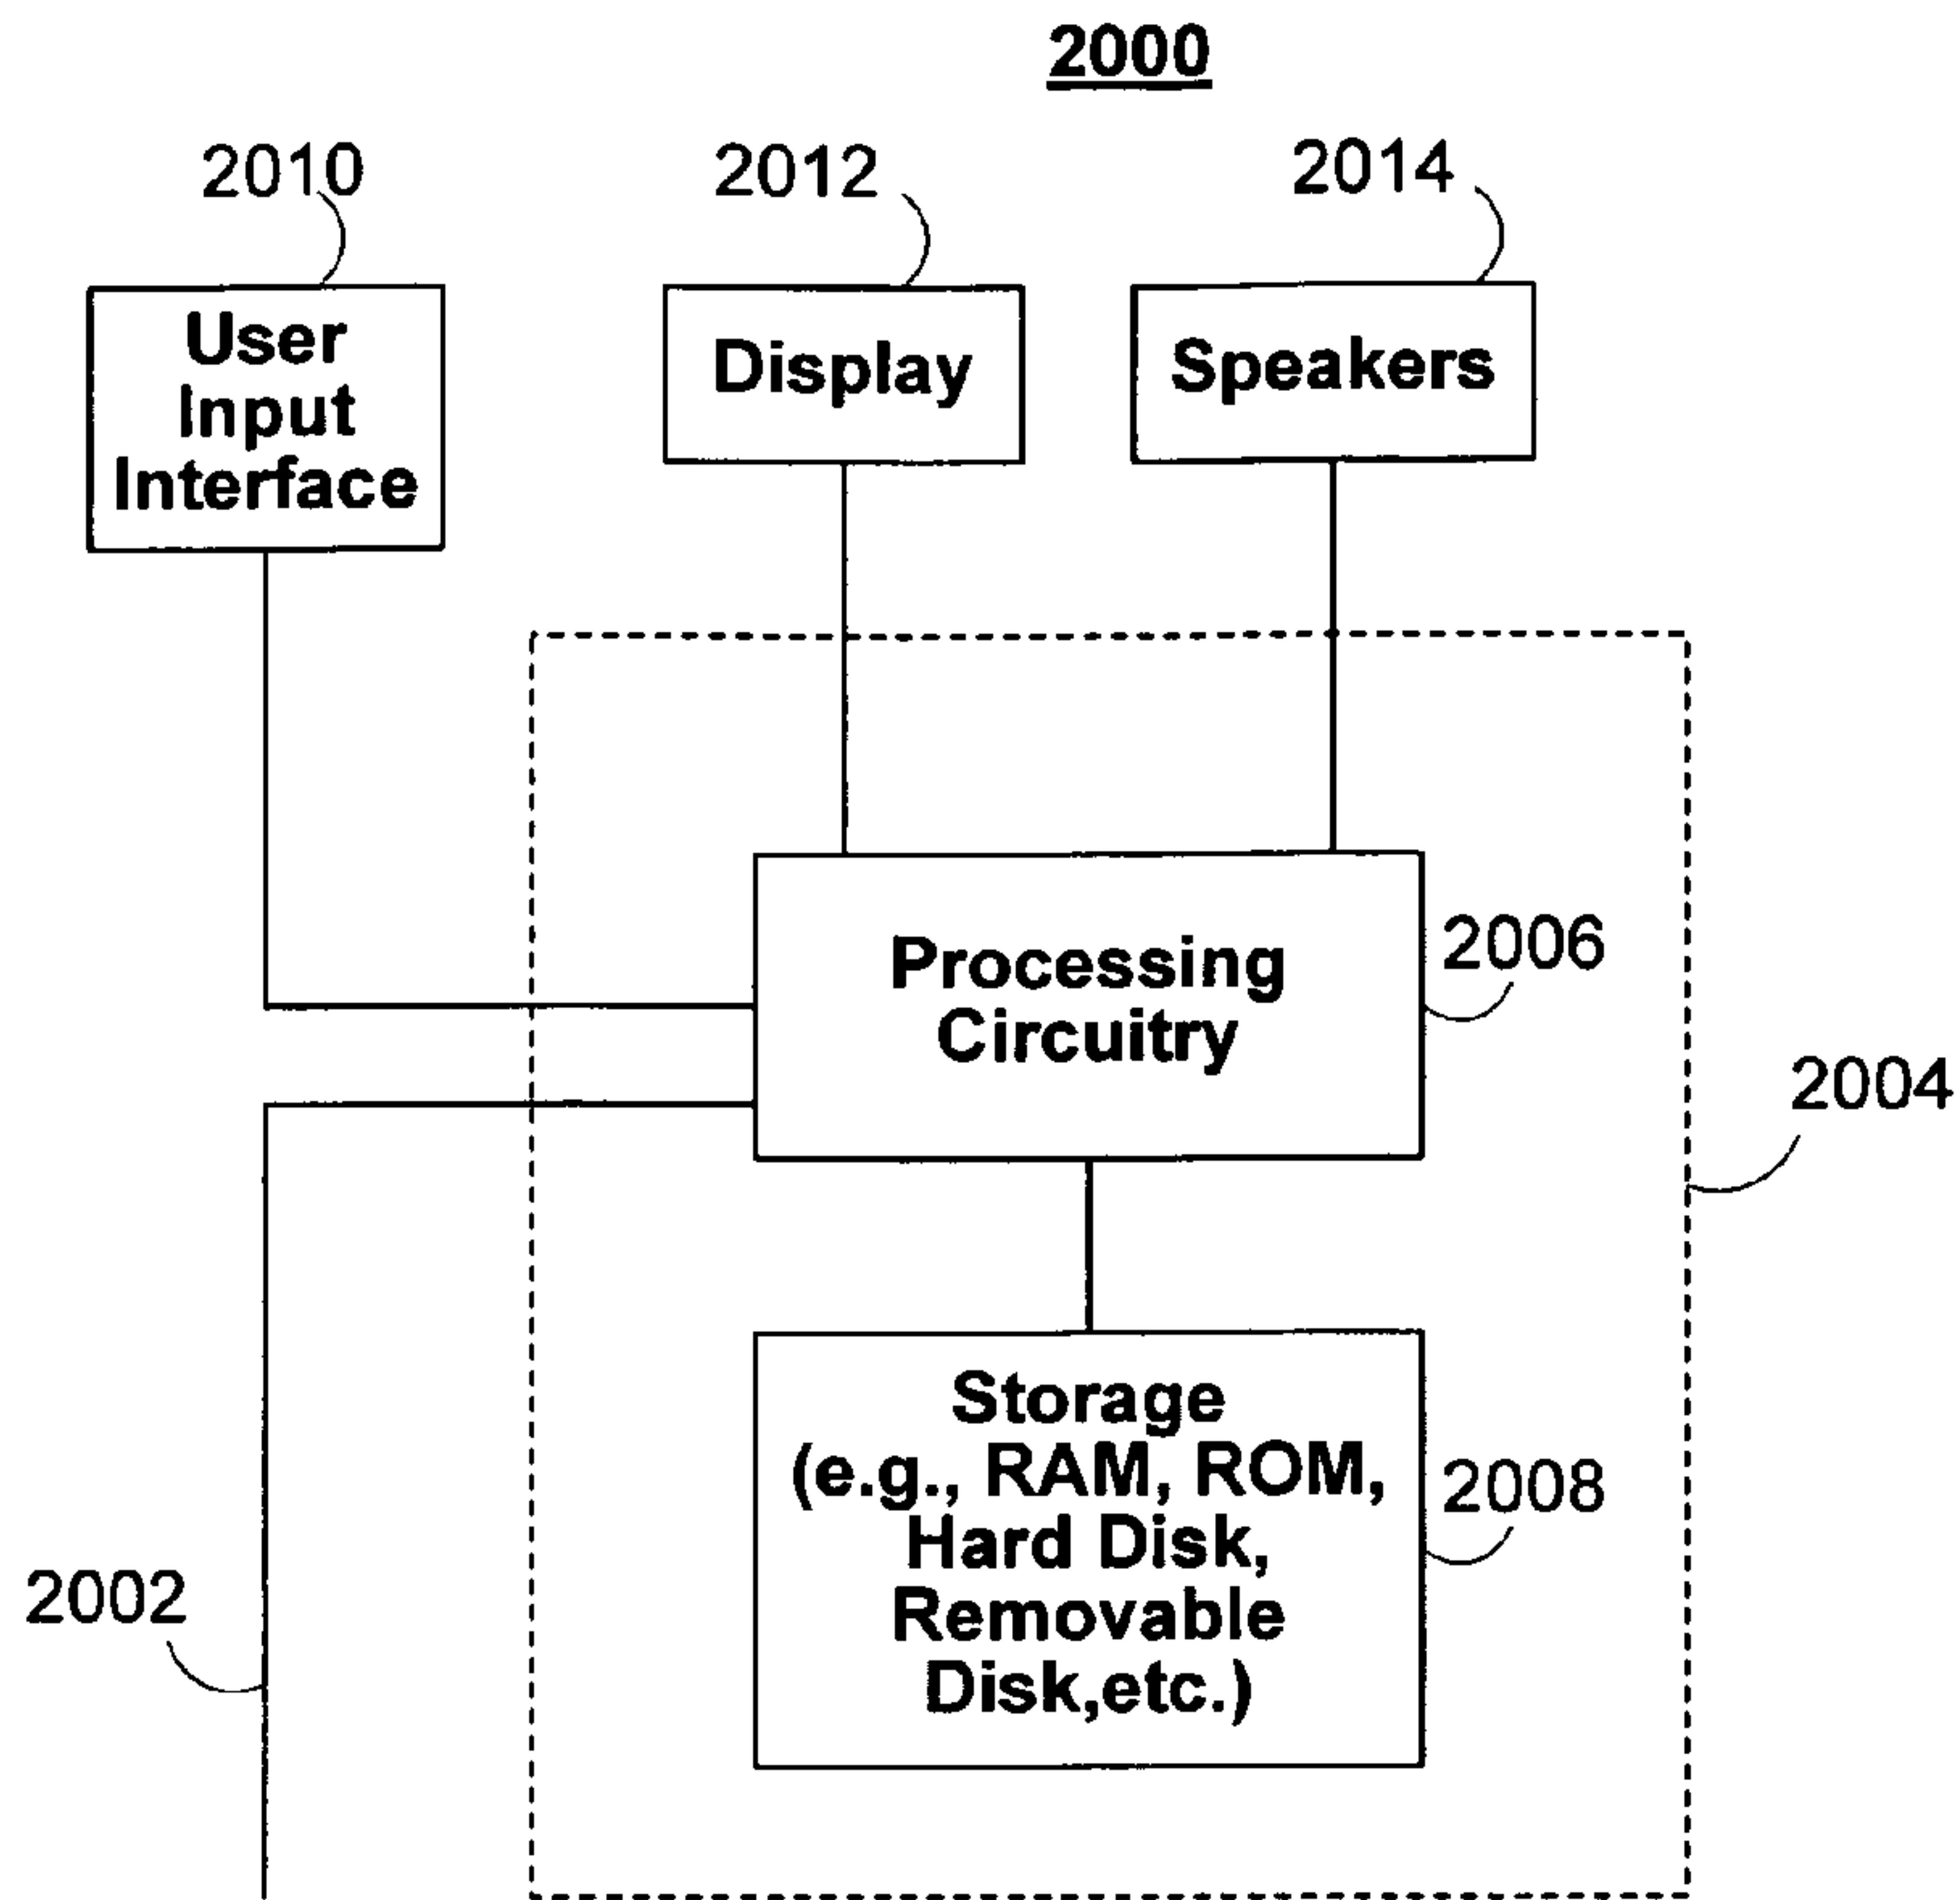 2000
2010
2012
2014
User
Input
Interface
Display
Speakers
Processing
Circuitry
2006
2004
Storage
(e.g., RAM, ROM,
Hard Disk,
Removable
Disk,etc.)
2008
2002